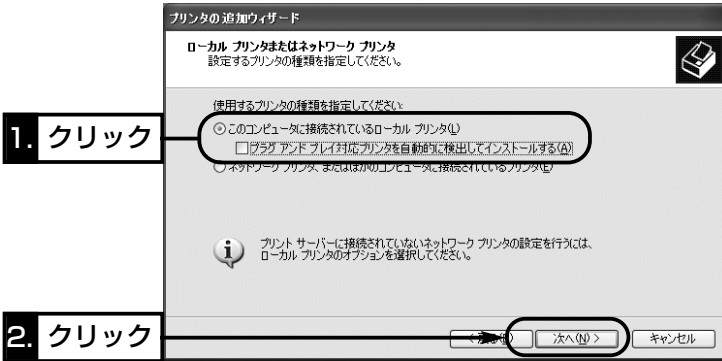 プリンタの追加ウィザード
ローカル プリンタまたはネットワーク プリンタ
設定するプリンタの種類を指定してください。
使用するプリンタの種類を指定してください:
1. クリック
このコンピュータに接続されているローカル プリンタ(L)
プラグ アンド プレイ対応プリンタを自動的に検出してインストールする(A)
ネットワーク プリンタ、またはほかのコンピュータに接続されているプリンタ(E)
プリント サーバーに接続されていないネットワーク プリンタの設定を行うには、
ローカル プリンタのオプションを選択してください。
2. クリック
次へ(N) >
キャンセル